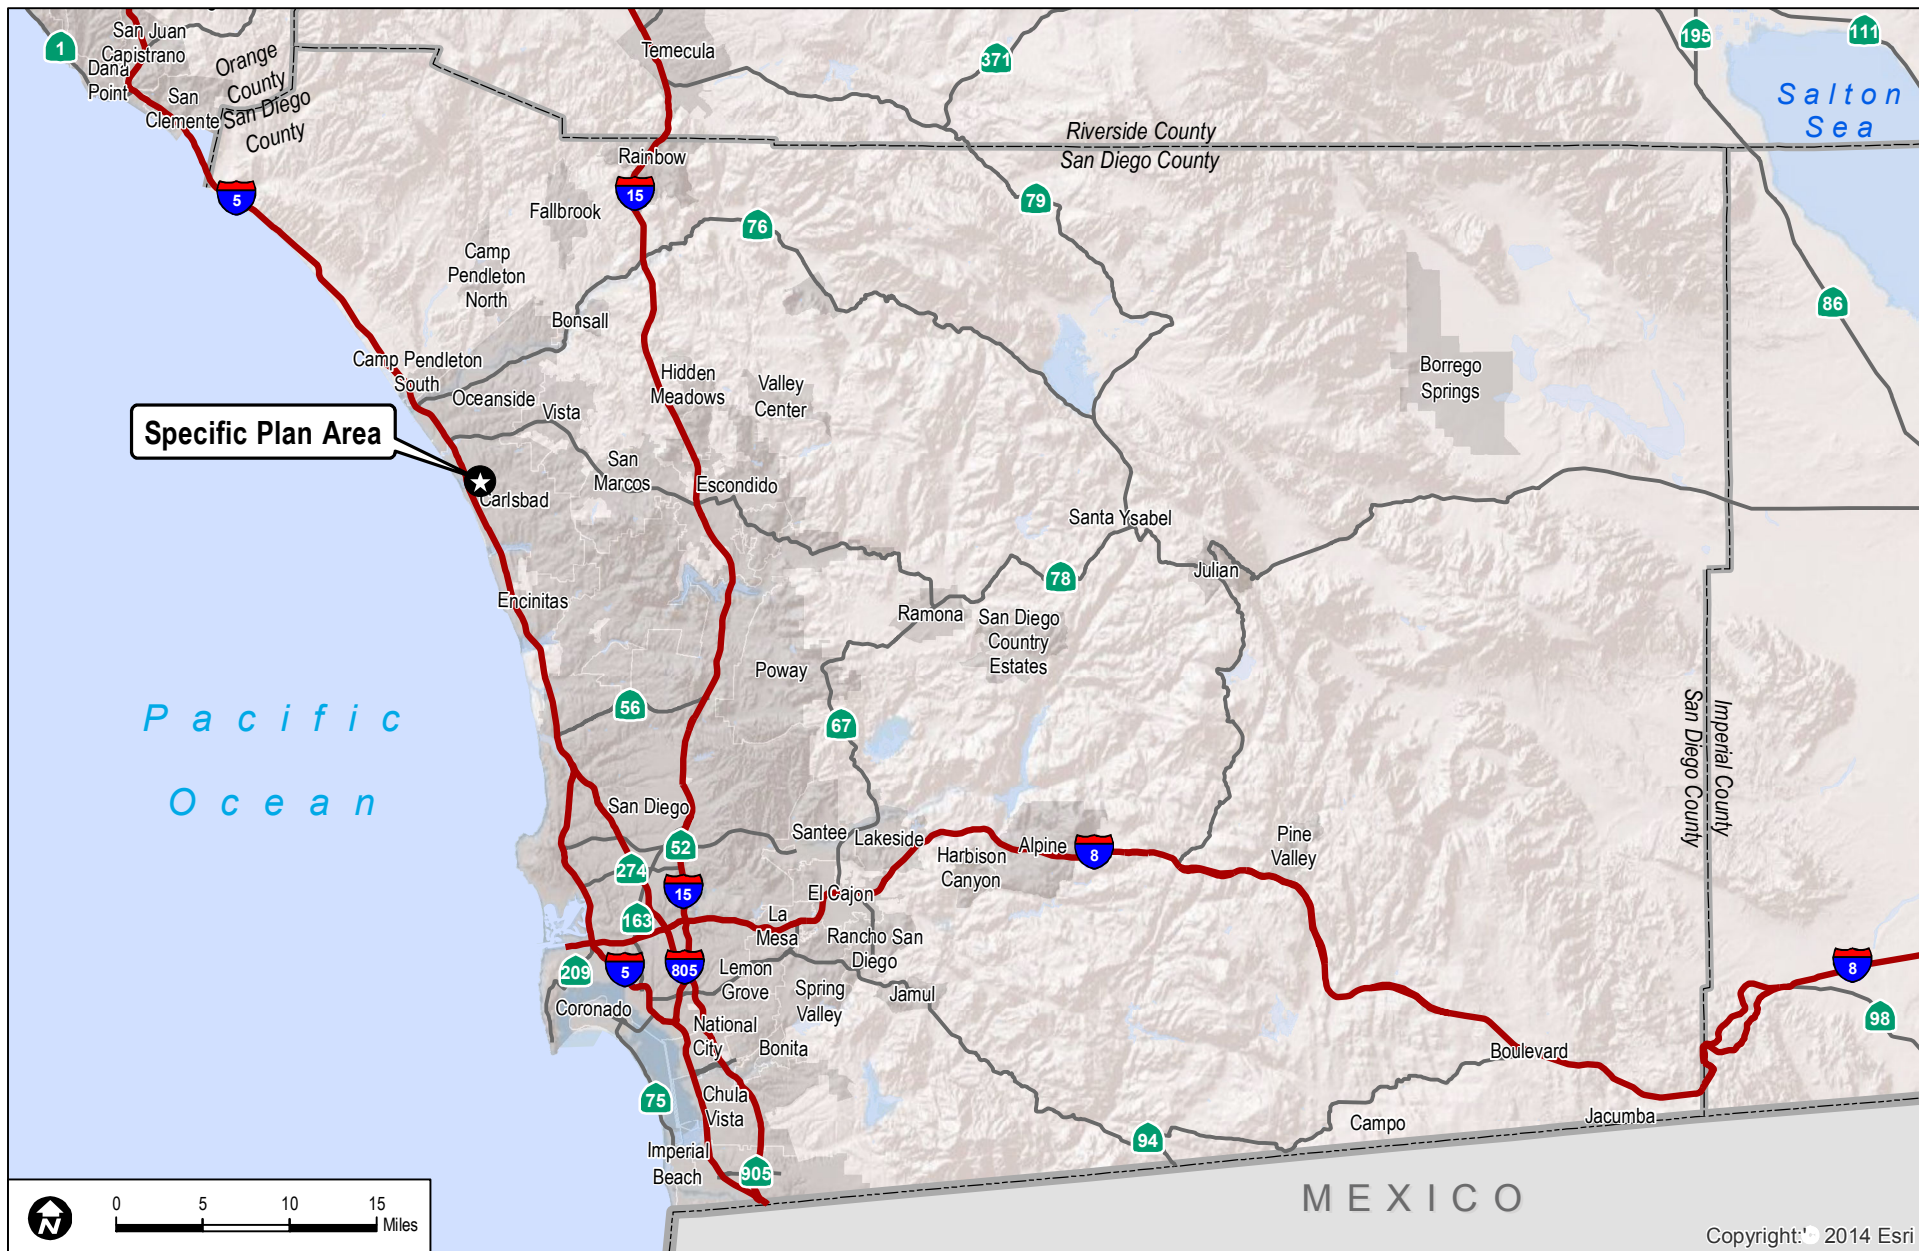 San Juan
Capistrano
1
Dana
Point
Orange
County
San Diego
County
San
Clemente
5
Temecula
371
195
111
Salton
Sea
Riverside County
San Diego County
Rainbow
15
Fallbrook
76
79
86
Camp
Pendleton
North
Bonsall
Camp Pendleton
South
Oceanside
Vista
Hidden
Meadows
Valley
Center
Borrego
Springs
Specific Plan Area
Carlsbad
San
Marcos
Escondido
Santa Ysabel
78
Julian
Encinitas
Ramona
San Diego
Country
Estates
Poway
Pacific
Ocean
56
67
San Diego County
Imperial County
San Diego
Santee
Lakeside
Harbison
Canyon
Alpine
8
Pine
Valley
52
274
15
163
El Cajon
La
Mesa
Rancho San
Diego
209
5
805
Lemon
Grove
Spring
Valley
Jamul
8
98
Coronado
National
City
Bonita
Boulevard
75
Chula
Vista
Imperial
Beach
905
94
Campo
Jacumba
MEXICO
N
0 5 10 15
Miles
Copyright: © 2014 Esri